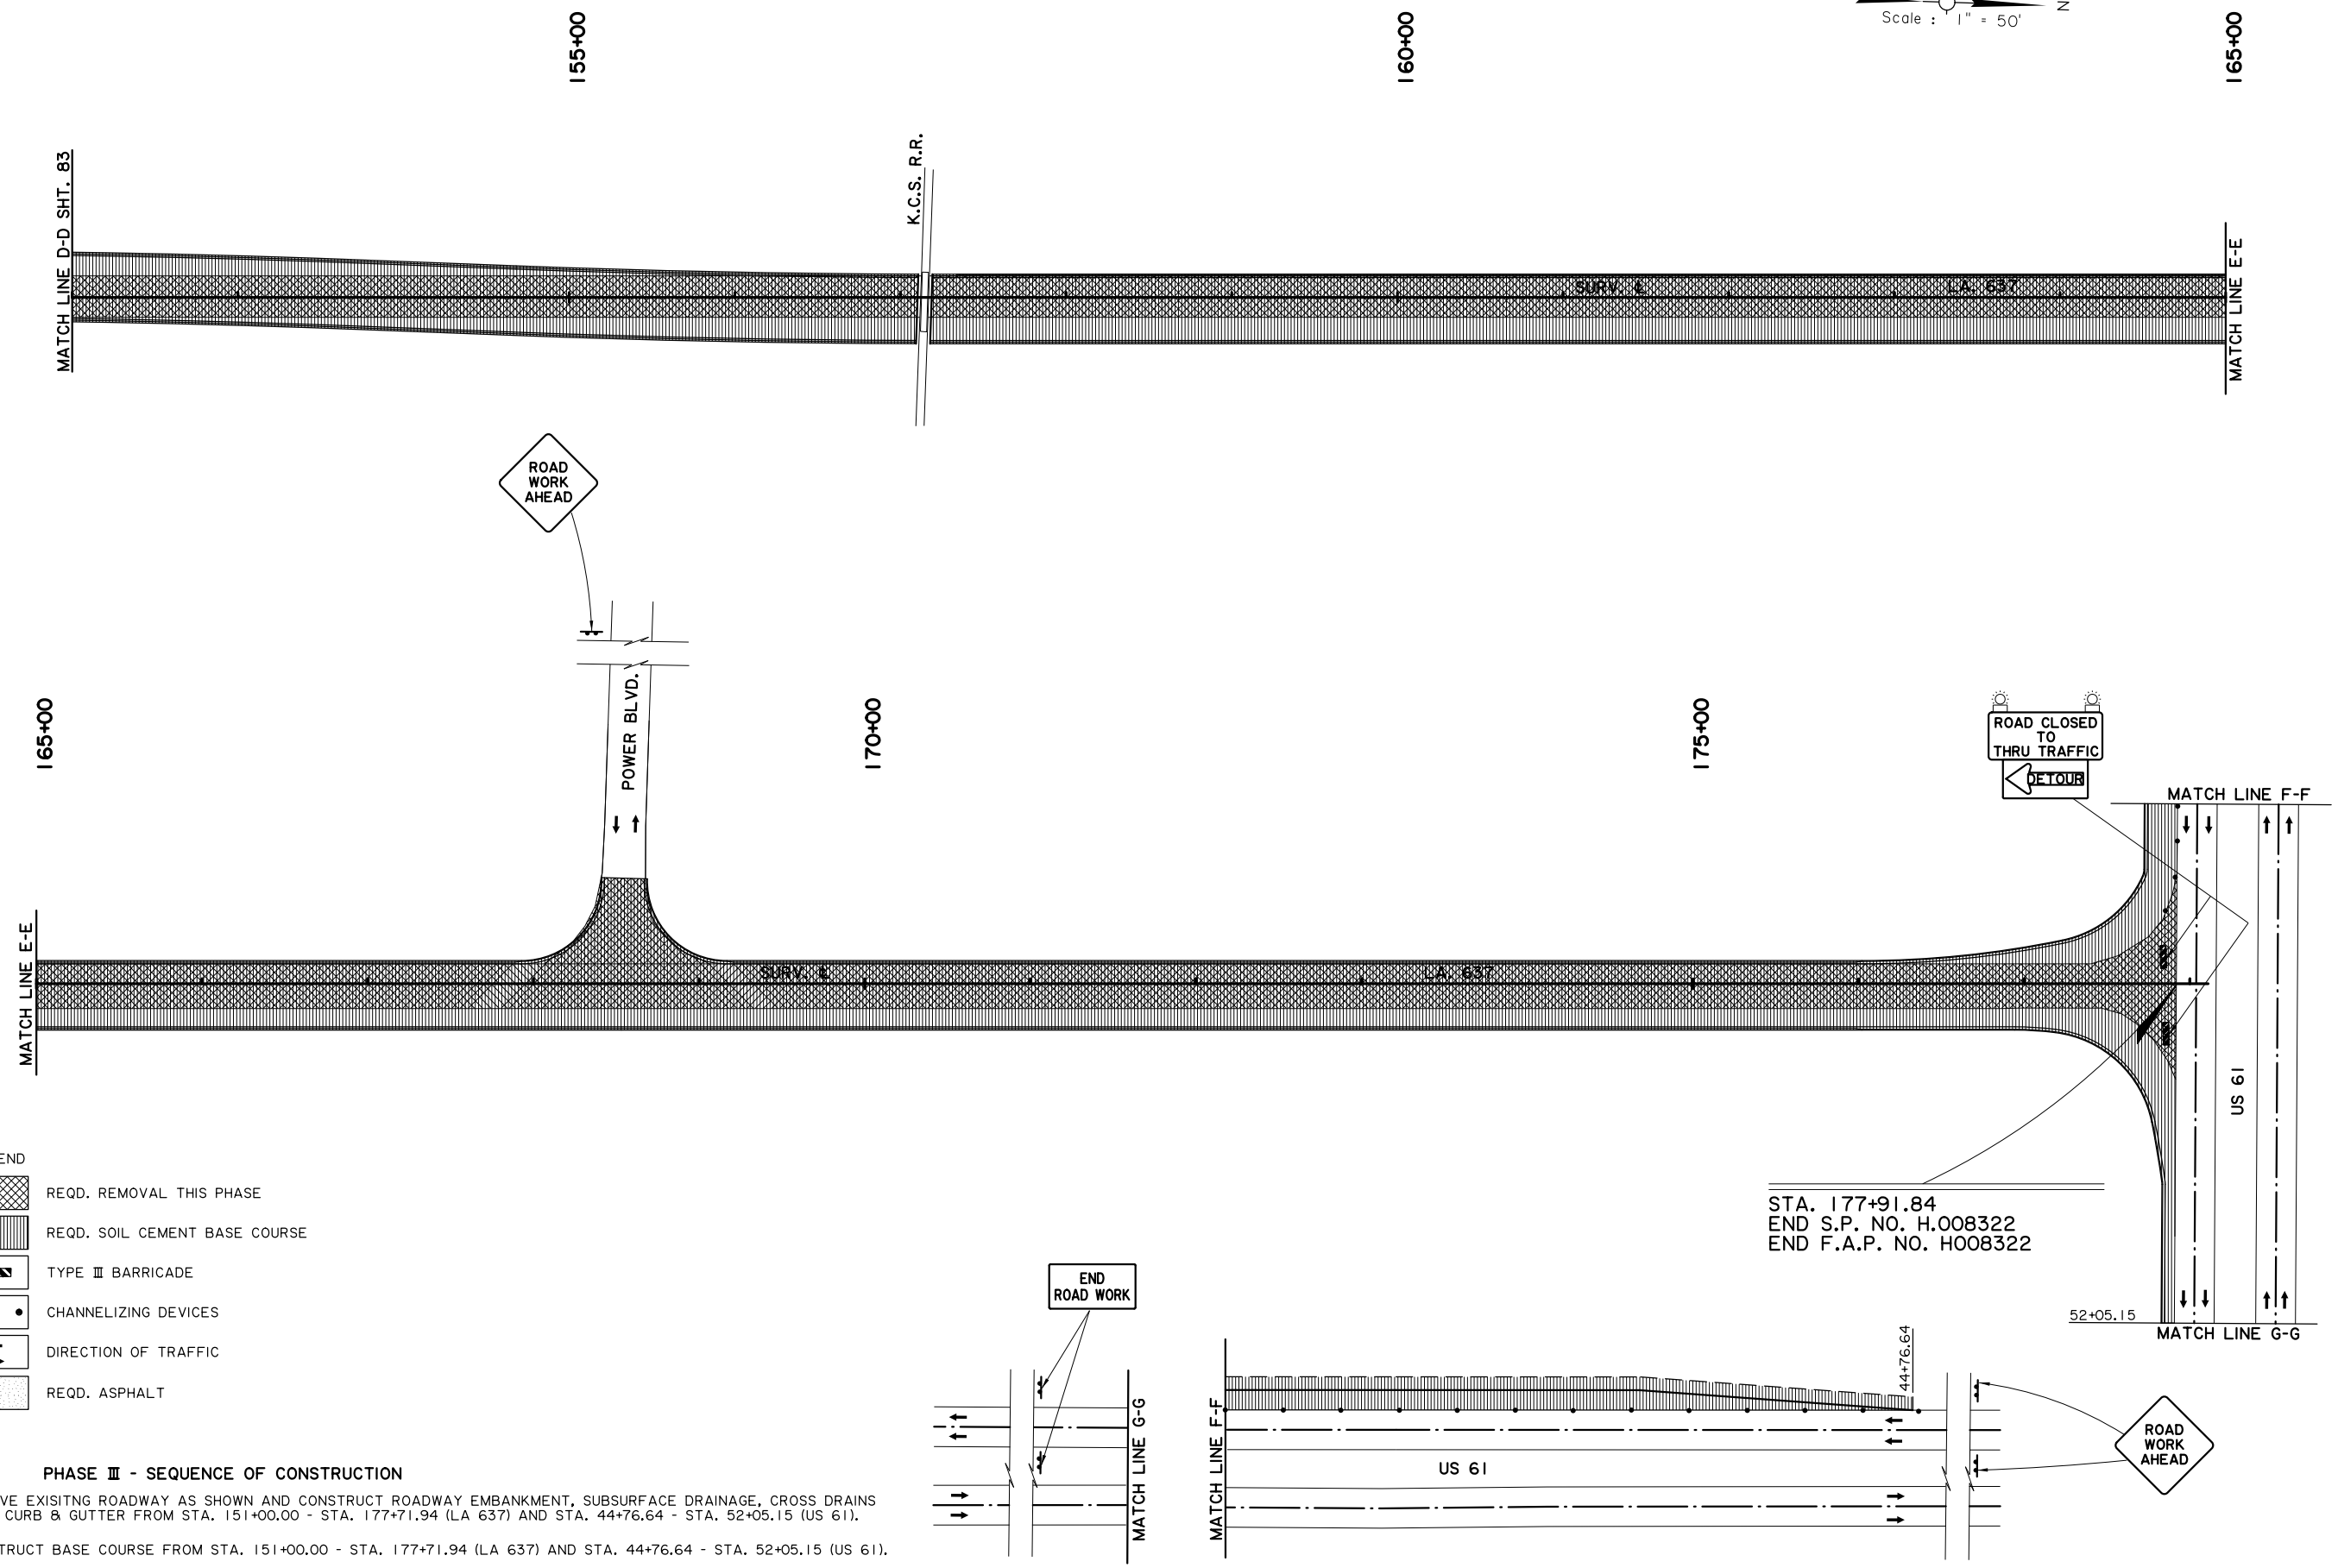 Scale : 1" = 50'
N
155+00
160+00
165+00
MATCH LINE D-D SHT. 83
K.C.S. R.R.
SURV. ℄
LA. 637
MATCH LINE E-E
ROAD
WORK
AHEAD
POWER BLVD.
165+00
170+00
175+00
ROAD CLOSED
TO
THRU TRAFFIC
DETOUR
MATCH LINE F-F
MATCH LINE E-E
SURV. ℄
LA. 637
US 61
STA. 177+91.84
END S.P. NO. H.008322
END F.A.P. NO. H008322
52+05.15
MATCH LINE G-G
END
REQD. REMOVAL THIS PHASE
REQD. SOIL CEMENT BASE COURSE
TYPE III BARRICADE
CHANNELIZING DEVICES
DIRECTION OF TRAFFIC
REQD. ASPHALT
END
ROAD WORK
MATCH LINE G-G
MATCH LINE F-F
44+76.64
US 61
ROAD
WORK
AHEAD
PHASE III - SEQUENCE OF CONSTRUCTION
VE EXISITNG ROADWAY AS SHOWN AND CONSTRUCT ROADWAY EMBANKMENT, SUBSURFACE DRAINAGE, CROSS DRAINS
CURB & GUTTER FROM STA. 151+00.00 - STA. 177+71.94 (LA 637) AND STA. 44+76.64 - STA. 52+05.15 (US 61).
TRUCT BASE COURSE FROM STA. 151+00.00 - STA. 177+71.94 (LA 637) AND STA. 44+76.64 - STA. 52+05.15 (US 61).